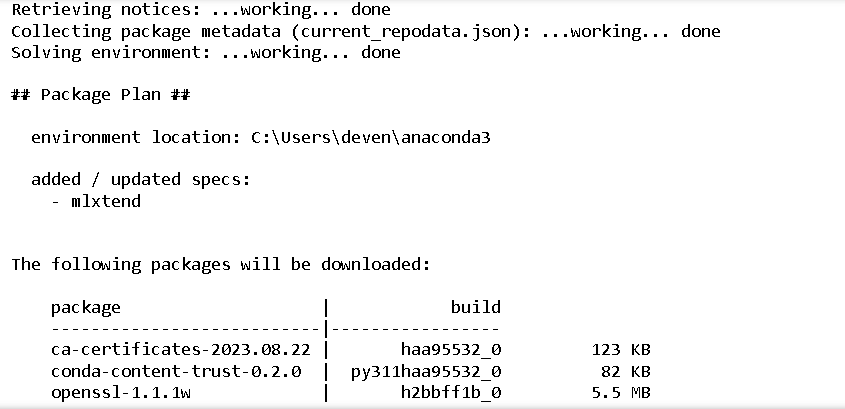 Retrieving notices: ...working... done
Collecting package metadata (current_repodata.json): ...working... done
Solving environment: ...working... done
## Package Plan ##
environment location: C:\Users\deven\anaconda3
added / updated specs:
- mlxtend
The following packages will be downloaded:
package | build
---------------------------|-----------------
ca-certificates-2023.08.22 | haa95532_0 123 KB
conda-content-trust-0.2.0 | py311haa95532_0 82 KB
openssl-1.1.1w | h2bbff1b_0 5.5 MB